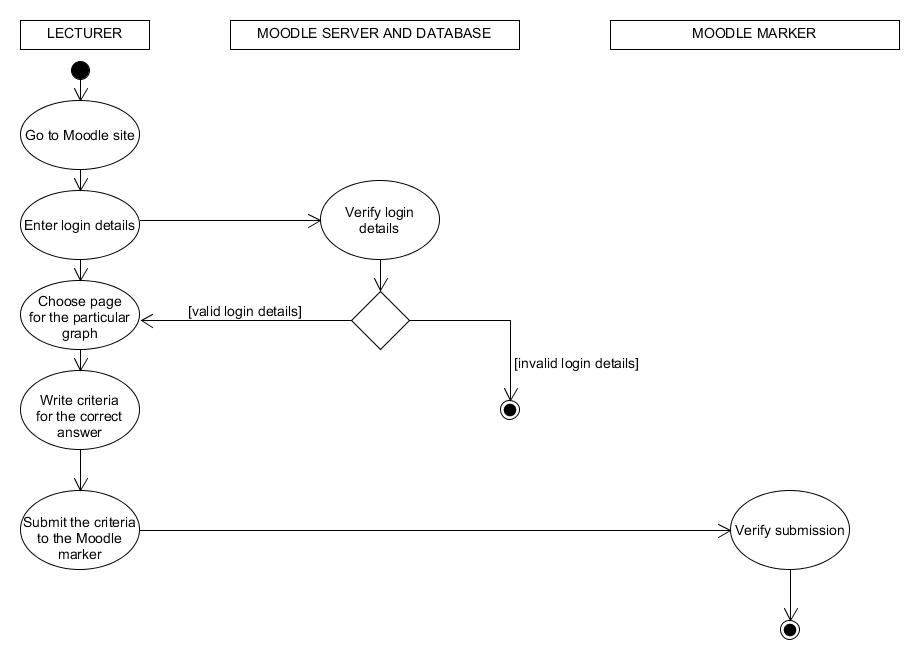 LECTURER
MOODLE SERVER AND DATABASE
MOODLE MARKER
Go to Moodle site
Enter login details
Verify login
details
Choose page
for the particular
graph
[valid login details]
[invalid login details]
Write criteria
for the correct
answer
Submit the criteria
to the Moodle
marker
Verify submission